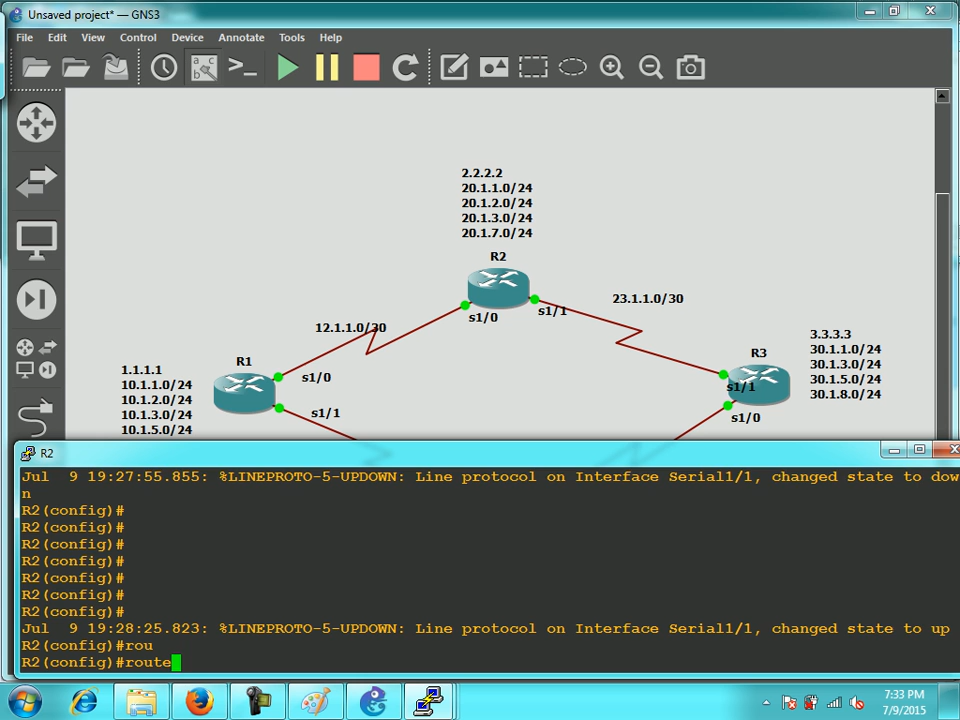 Unsaved project* — GNS3
File Edit View Control Device Annotate Tools Help
2.2.2.2
20.1.1.0/24
20.1.2.0/24
20.1.3.0/24
20.1.7.0/24
R2
s1/0
s1/1
23.1.1.0/30
12.1.1.0/30
R1
s1/0
s1/1
1.1.1.1
10.1.1.0/24
10.1.2.0/24
10.1.3.0/24
10.1.5.0/24
R3
s1/1
s1/0
3.3.3.3
30.1.1.0/24
30.1.3.0/24
30.1.5.0/24
30.1.8.0/24
R2
Jul  9 19:27:55.855: %LINEPROTO-5-UPDOWN: Line protocol on Interface Serial1/1, changed state to dow
n
R2(config)#
R2(config)#
R2(config)#
R2(config)#
R2(config)#
R2(config)#
R2(config)#
Jul  9 19:28:25.823: %LINEPROTO-5-UPDOWN: Line protocol on Interface Serial1/1, changed state to up
R2(config)#rou
R2(config)#route
7:33 PM
7/9/2015